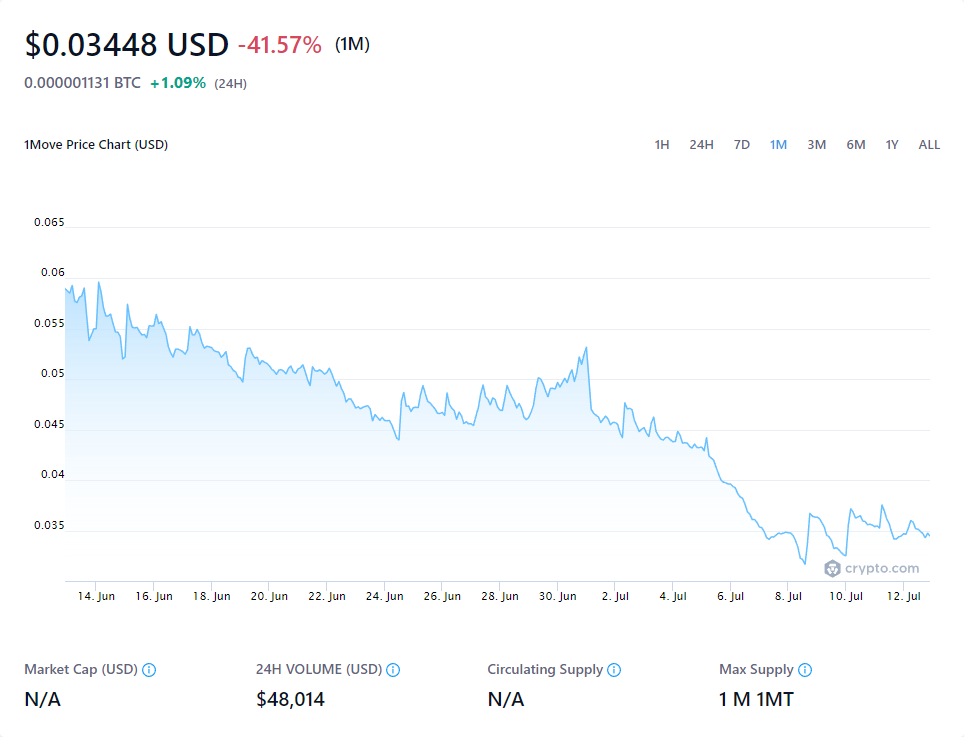 $0.03448 USD -41.57% (1M)
0.000001131 BTC +1.09% (24H)
1Move Price Chart (USD) 1H 24H 7D 1M 3M 6M 1Y ALL
0.065
0.06
0.055
0.05
0.045
0.04
0.035
crypto.com
14. Jun 16. Jun 18. Jun 20. Jun 22. Jun 24. Jun 26. Jun 28. Jun 30. Jun 2. Jul 4. Jul 6. Jul 8. Jul 10. Jul 12. Jul
Market Cap (USD) 24H VOLUME (USD) Circulating Supply Max Supply
N/A $48,014 N/A 1 M 1MT